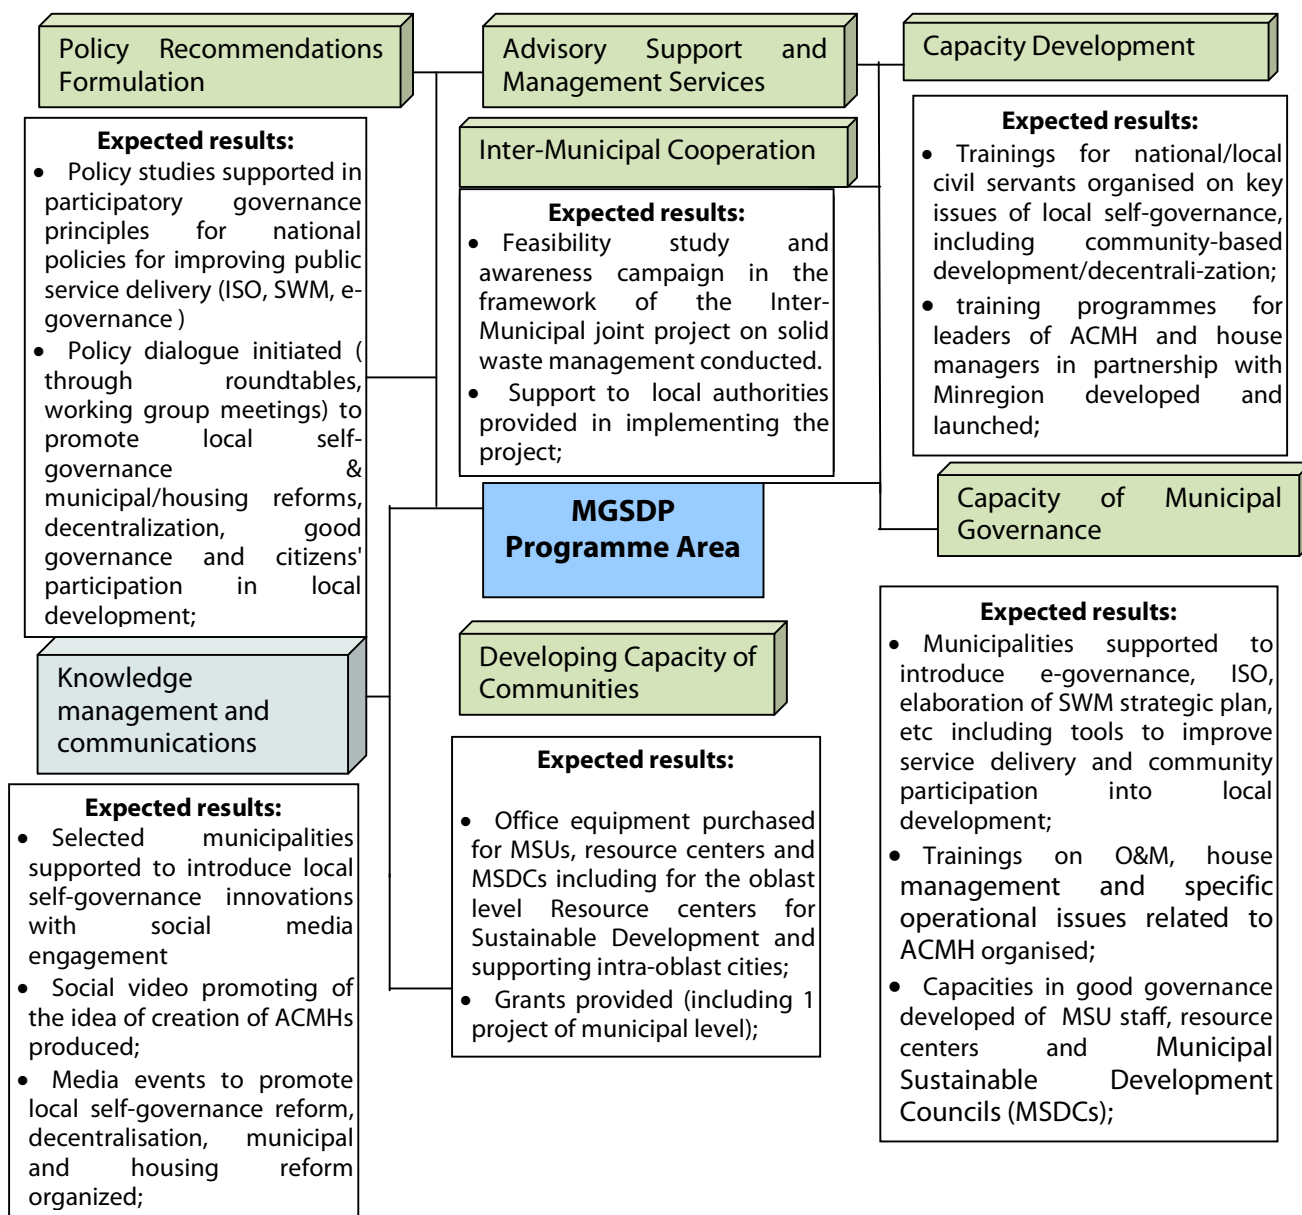 Policy Recommendations
Formulation
Expected results:
• Policy studies supported in
participatory governance
principles for national
policies for improving public
service delivery (ISO, SWM, e-
governance )
• Policy dialogue initiated (
through roundtables,
working group meetings) to
promote local self-
governance &
municipal/housing reforms,
decentralization, good
governance and citizens'
participation in local
development;
Knowledge
management and
communications
Expected results:
• Selected municipalities
supported to introduce local
self-governance innovations
with social media
engagement
• Social video promoting of
the idea of creation of ACMHs
produced;
• Media events to promote
local self-governance reform,
decentralisation, municipal
and housing reform
organized;
Advisory Support and
Management Services
Inter-Municipal Cooperation
Expected results:
• Feasibility study and
awareness campaign in the
framework of the Inter-
Municipal joint project on solid
waste management conducted.
• Support to local authorities
provided in implementing the
project;
MGSDP
Programme Area
Developing Capacity of
Communities
Expected results:
• Office equipment purchased
for MSUs, resource centers and
MSDCs including for the oblast
level Resource centers for
Sustainable Development and
supporting intra-oblast cities;
• Grants provided (including 1
project of municipal level);
Capacity Development
Expected results:
• Trainings for national/local
civil servants organised on key
issues of local self-governance,
including community-based
development/decentrali-zation;
• training programmes for
leaders of ACMH and house
managers in partnership with
Minregion developed and
launched;
Capacity of Municipal
Governance
Expected results:
• Municipalities supported to
introduce e-governance, ISO,
elaboration of SWM strategic plan,
etc including tools to improve
service delivery and community
participation into local
development;
• Trainings on O&M, house
management and specific
operational issues related to
ACMH organised;
• Capacities in good governance
developed of MSU staff, resource
centers and Municipal
Sustainable Development
Councils (MSDCs);